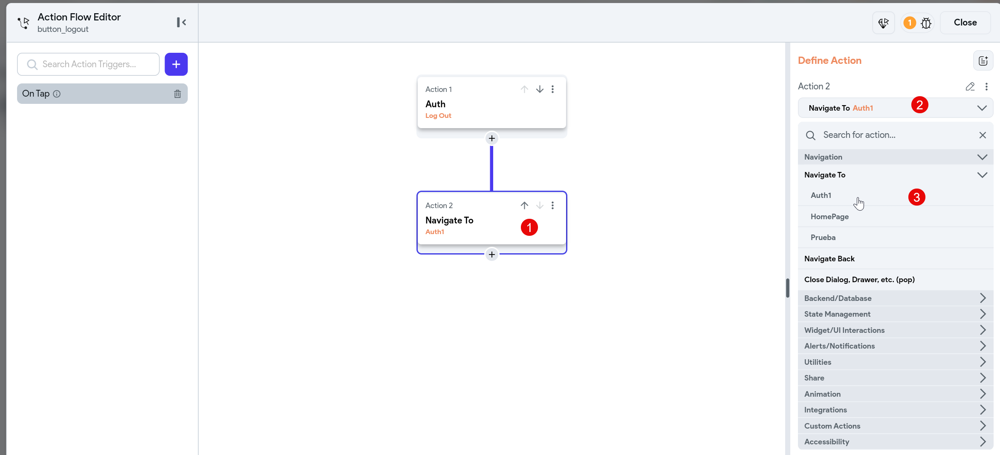 Action Flow Editor
button_logout
1
Close
Search Action Triggers...
On Tap
Action 1
Auth
Log Out
Action 2
Navigate To
Auth1
1
Define Action
Action 2
Navigate To Auth1
2
Search for action...
Navigation
Navigate To
Auth1
3
HomePage
Prueba
Navigate Back
Close Dialog, Drawer, etc. (pop)
Backend/Database
State Management
Widget/UI Interactions
Alerts/Notifications
Utilities
Share
Animation
Integrations
Custom Actions
Accessibility